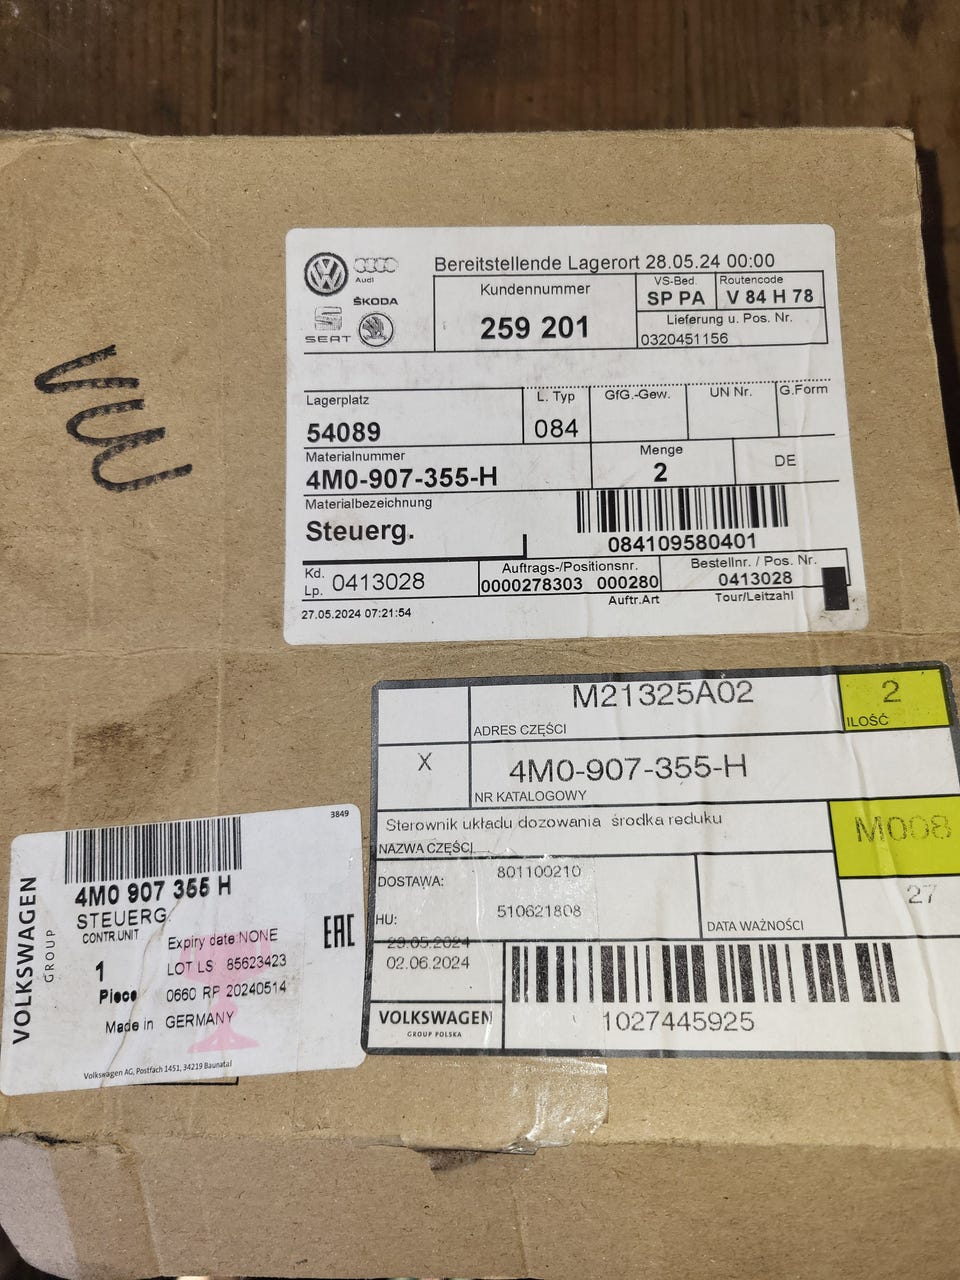 VW
Audi
ŠKODA
SEAT
Bereitstellende Lagerort 28.05.24 00:00
Kundennummer
259 201
VS-Bed.
SP PA
Routencode
V 84 H 78
Lieferung u. Pos. Nr.
0320451156
Lagerplatz
54089
L. Typ
084
GfG.-Gew.
UN Nr.
G.Form
Materialnummer
4M0-907-355-H
Menge
2
DE
Materialbezeichnung
Steuerg.
084109580401
Kd.
Lp.
0413028
Auftrags-/Positionsnr.
0000278303 000280
Bestellnr. / Pos. Nr.
0413028
27.05.2024 07:21:54
Auftr.Art
Tour/Leitzahl
M21325A02
ADRES CZĘŚCI
2
ILOŚĆ
X
4M0-907-355-H
NR KATALOGOWY
Sterownik układu dozowania środka reduku
NAZWA CZĘŚCI
M008
DOSTAWA:
801100210
HU:
510621808
DATA WAŻNOŚCI
27
29.05.2024
02.06.2024
VOLKSWAGEN
GROUP POLSKA
1027445925
3849
VOLKSWAGEN
GROUP
4M0 907 355 H
STEUERG.
CONTR.UNIT
1
Piece
Expiry date NONE
LOT LS 85623423
0660 RP 20240514
Made in GERMANY
EAC
Volkswagen AG, Postfach 1451, 34219 Baunatal